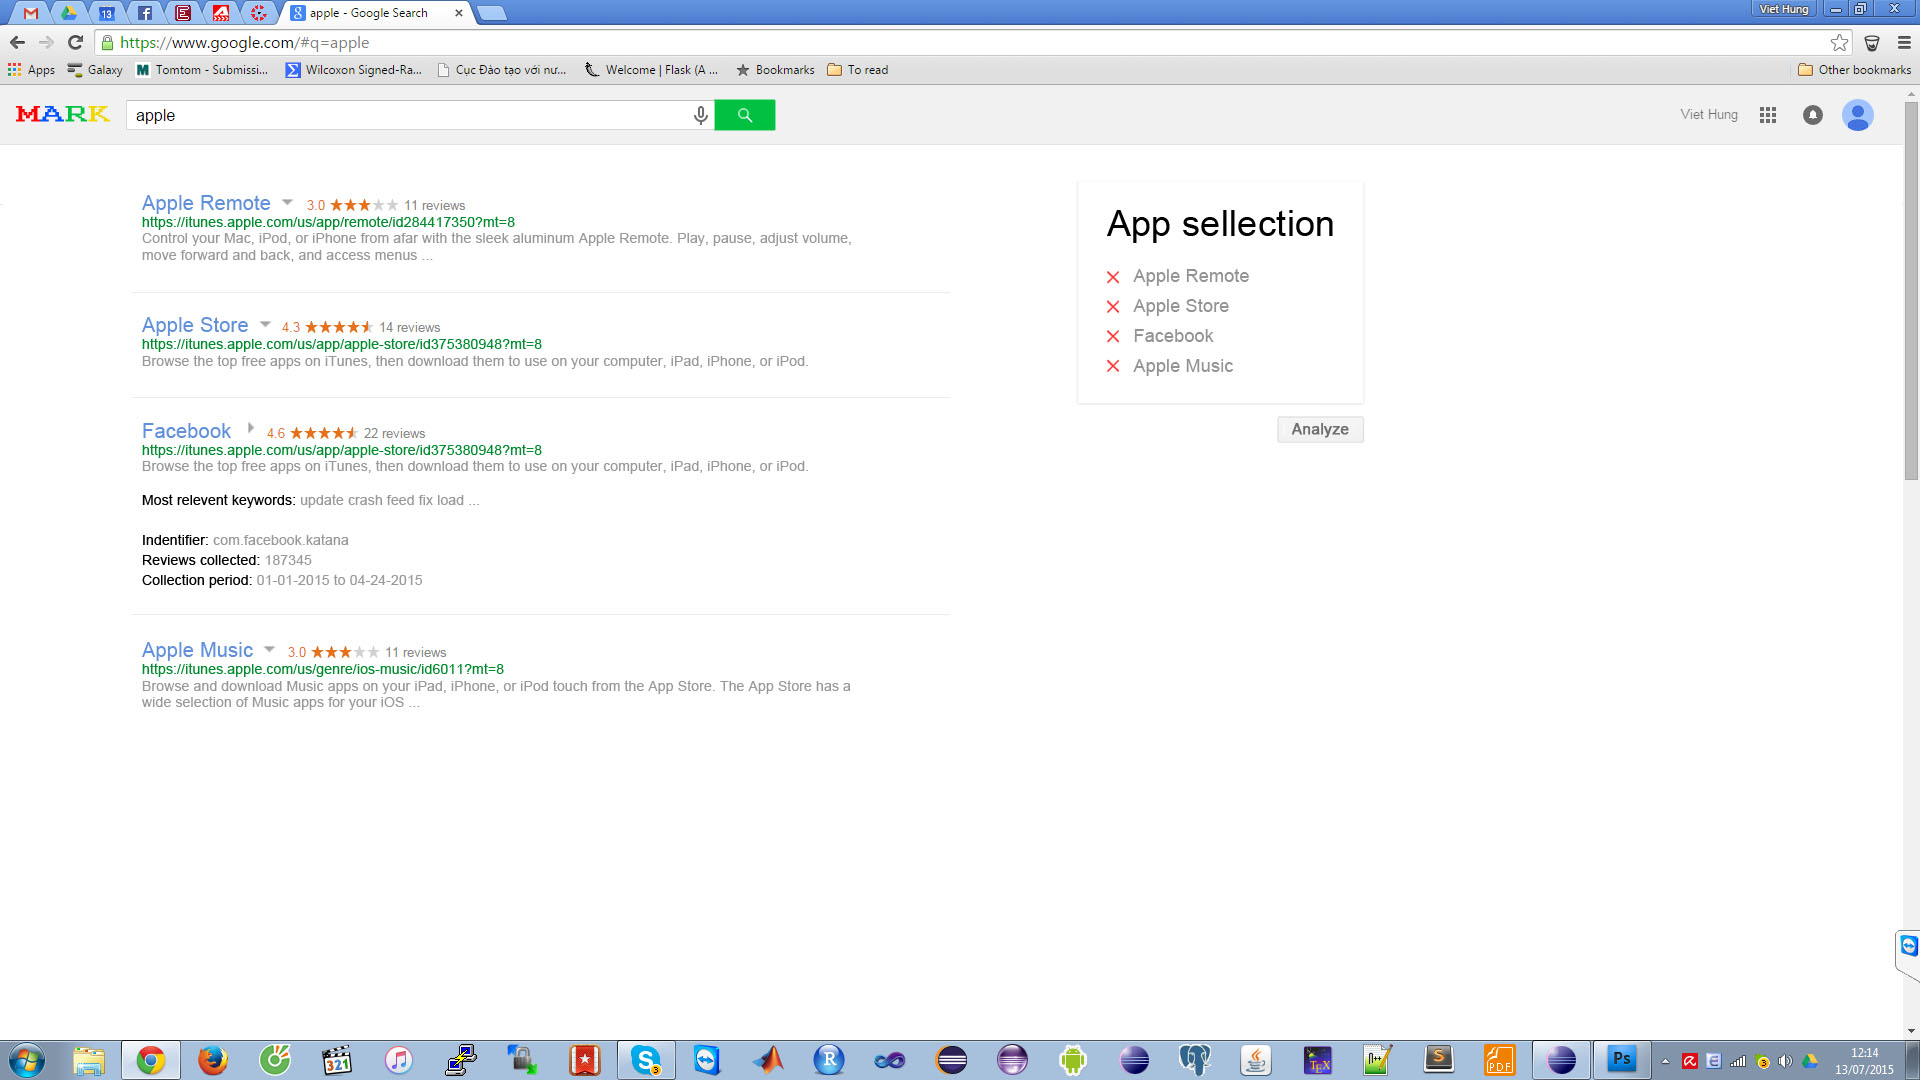 apple - Google Search
Viet Hung
https://www.google.com/#q=apple
Apps
Galaxy
Tomtom - Submissi...
Wilcoxon Signed-Ra...
Cục Đào tạo với nư...
Welcome | Flask (A ...
Bookmarks
To read
Other bookmarks
MARK
apple
Viet Hung
Apple Remote 3.0 11 reviews
https://itunes.apple.com/us/app/remote/id284417350?mt=8
Control your Mac, iPod, or iPhone from afar with the sleek aluminum Apple Remote. Play, pause, adjust volume,
move forward and back, and access menus ...
Apple Store 4.3 14 reviews
https://itunes.apple.com/us/app/apple-store/id375380948?mt=8
Browse the top free apps on iTunes, then download them to use on your computer, iPad, iPhone, or iPod.
Facebook 4.6 22 reviews
https://itunes.apple.com/us/app/apple-store/id375380948?mt=8
Browse the top free apps on iTunes, then download them to use on your computer, iPad, iPhone, or iPod.
Most relevent keywords: update crash feed fix load ...
Indentifier: com.facebook.katana
Reviews collected: 187345
Collection period: 01-01-2015 to 04-24-2015
Apple Music 3.0 11 reviews
https://itunes.apple.com/us/genre/ios-music/id6011?mt=8
Browse and download Music apps on your iPad, iPhone, or iPod touch from the App Store. The App Store has a
wide selection of Music apps for your iOS ...
App sellection
Apple Remote
Apple Store
Facebook
Apple Music
Analyze
321
R
PDF
Ps
12:14
13/07/2015